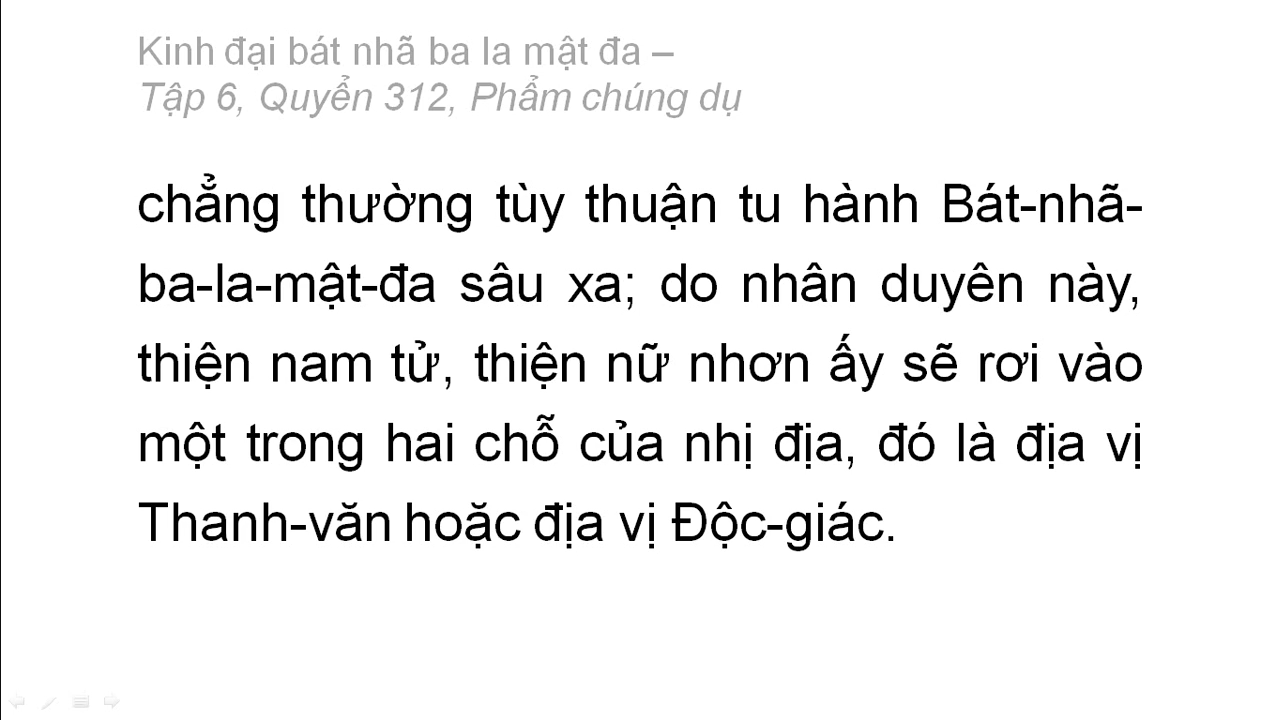 Kinh đại bát nhã ba la mật đa –
Tập 6, Quyển 312, Phẩm chúng dụ
chẳng thường tùy thuận tu hành Bát-nhã-
ba-la-mật-đa sâu xa; do nhân duyên này,
thiện nam tử, thiện nữ nhơn ấy sẽ rơi vào
một trong hai chỗ của nhị địa, đó là địa vị
Thanh-văn hoặc địa vị Độc-giác.